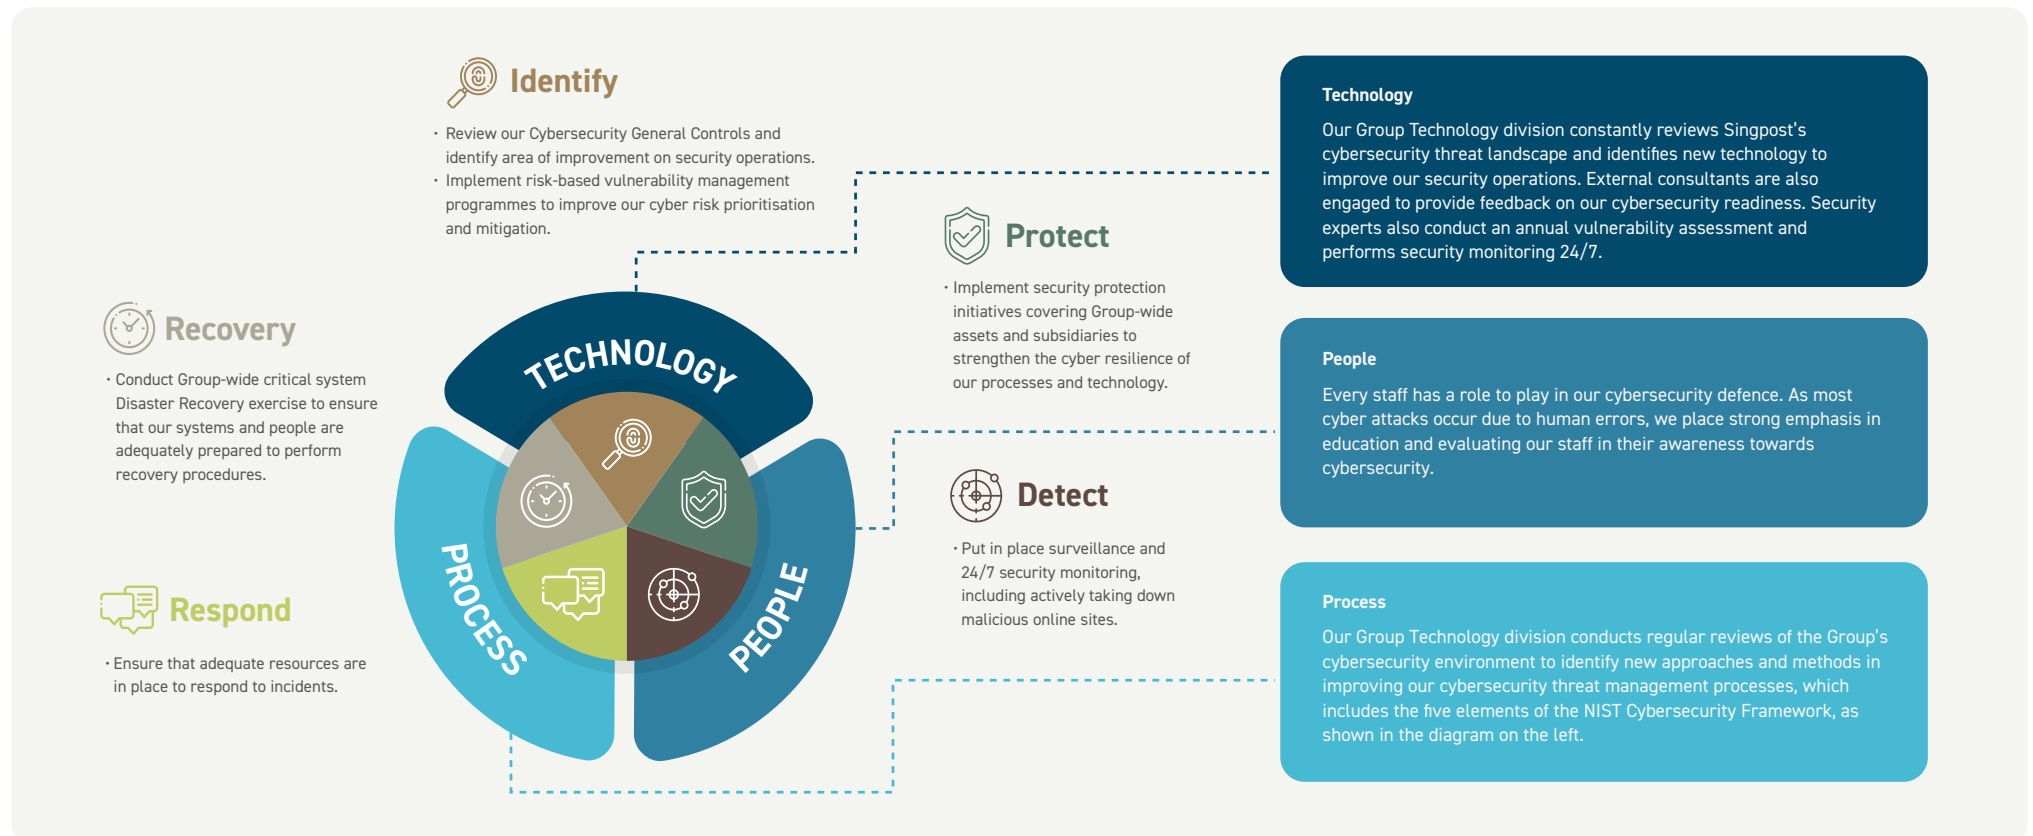 Identify
· Review our Cybersecurity General Controls and
identify area of improvement on security operations.
· Implement risk-based vulnerability management
programmes to improve our cyber risk prioritisation
and mitigation.
Protect
· Implement security protection
initiatives covering Group-wide
assets and subsidiaries to
strengthen the cyber resilience of
our processes and technology.
Detect
· Put in place surveillance and
24/7 security monitoring,
including actively taking down
malicious online sites.
Respond
· Ensure that adequate resources are
in place to respond to incidents.
Recovery
· Conduct Group-wide critical system
Disaster Recovery exercise to ensure
that our systems and people are
adequately prepared to perform
recovery procedures.
TECHNOLOGY
PEOPLE
PROCESS
Technology
Our Group Technology division constantly reviews Singpost's
cybersecurity threat landscape and identifies new technology to
improve our security operations. External consultants are also
engaged to provide feedback on our cybersecurity readiness. Security
experts also conduct an annual vulnerability assessment and
performs security monitoring 24/7.
People
Every staff has a role to play in our cybersecurity defence. As most
cyber attacks occur due to human errors, we place strong emphasis in
education and evaluating our staff in their awareness towards
cybersecurity.
Process
Our Group Technology division conducts regular reviews of the Group's
cybersecurity environment to identify new approaches and methods in
improving our cybersecurity threat management processes, which
includes the five elements of the NIST Cybersecurity Framework, as
shown in the diagram on the left.